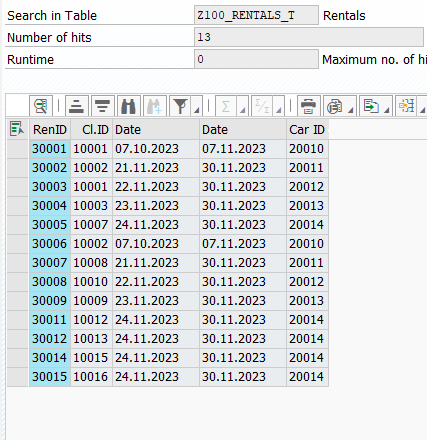 Search in Table Z100_RENTALS_T Rentals
Number of hits 13
Runtime 0 Maximum no. of hi
RenID Cl.ID Date Date Car ID
30001 10001 07.10.2023 07.11.2023 20010
30002 10002 21.11.2023 30.11.2023 20011
30003 10001 22.11.2023 30.11.2023 20012
30004 10003 23.11.2023 30.11.2023 20013
30005 10007 24.11.2023 30.11.2023 20014
30006 10002 07.10.2023 07.11.2023 20010
30007 10008 21.11.2023 30.11.2023 20011
30008 10010 22.11.2023 30.11.2023 20012
30009 10009 23.11.2023 30.11.2023 20013
30011 10012 24.11.2023 30.11.2023 20014
30012 10013 24.11.2023 30.11.2023 20014
30014 10015 24.11.2023 30.11.2023 20014
30015 10016 24.11.2023 30.11.2023 20014